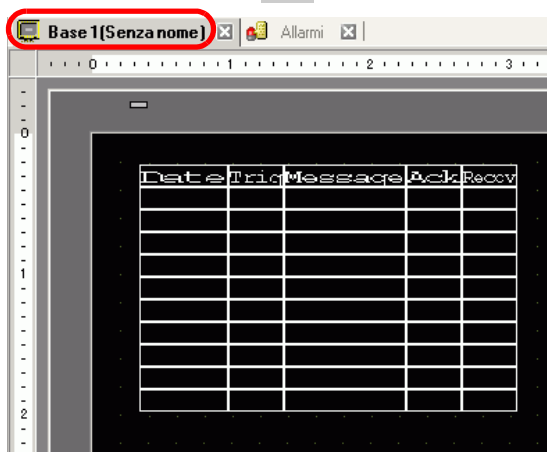 Base 1(Senza nome) Allarmi
0 1 2 3
Date Trig Message Ack Recov
0
1
2